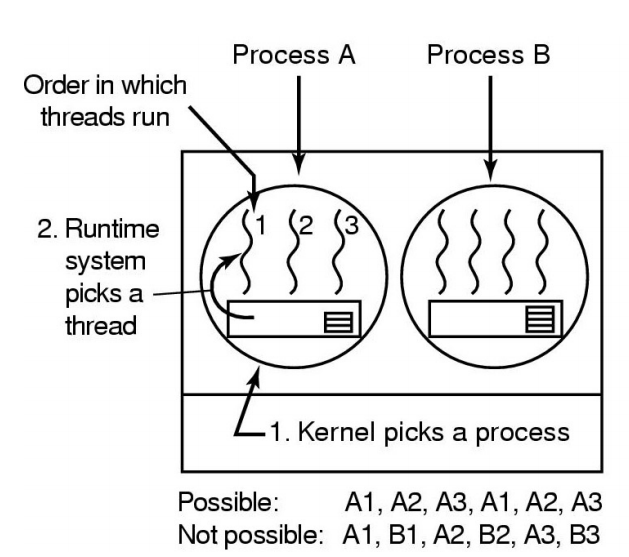 Process A
Process B
Order in which
threads run
1
2
3
2. Runtime
system
picks a
thread
1. Kernel picks a process
Possible: A1, A2, A3, A1, A2, A3
Not possible: A1, B1, A2, B2, A3, B3